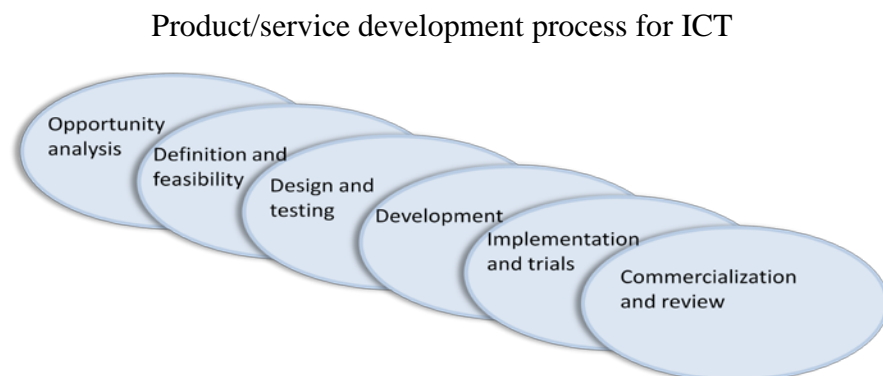 Product/service development process for ICT
Opportunity
analysis
Definition and
feasibility
Design and
testing
Development
Implementation
and trials
Commercialization
and review